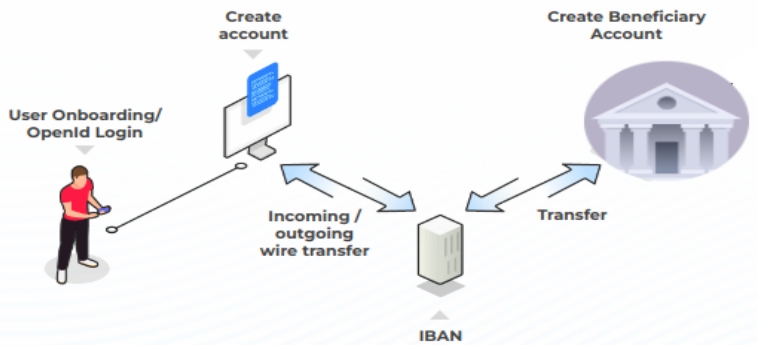 Create
account
Create Beneficiary
Account
User Onboarding/
OpenId Login
Incoming /
outgoing
wire transfer
Transfer
IBAN